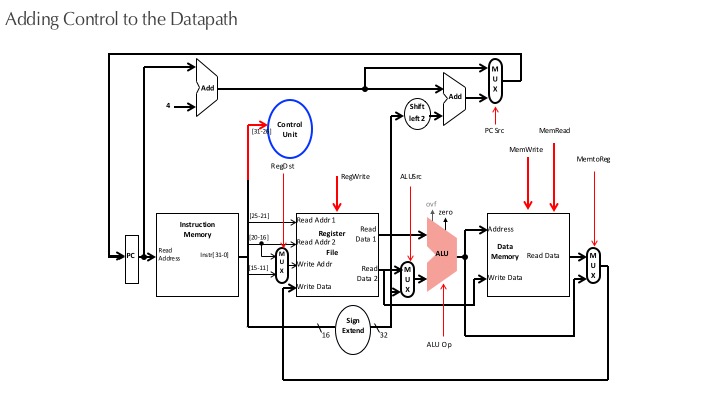 Adding Control to the Datapath
Add
4
Control
Unit
[31-26]
Shift
left 2
Add
M
U
X
PC Src
MemRead
MemWrite
MemtoReg
RegDst
RegWrite
ALUSrc
ovf
zero
PC
Instruction
Memory
Read
Address
Instr[31-0]
[25-21]
[20-16]
[15-11]
M
U
X
Read Addr 1
Read Addr 2
Register
File
Write Addr
Write Data
Read
Data 1
Read
Data 2
M
U
X
ALU
ALU Op
Address
Data
Memory
Read Data
Write Data
M
U
X
Sign
Extend
16
32